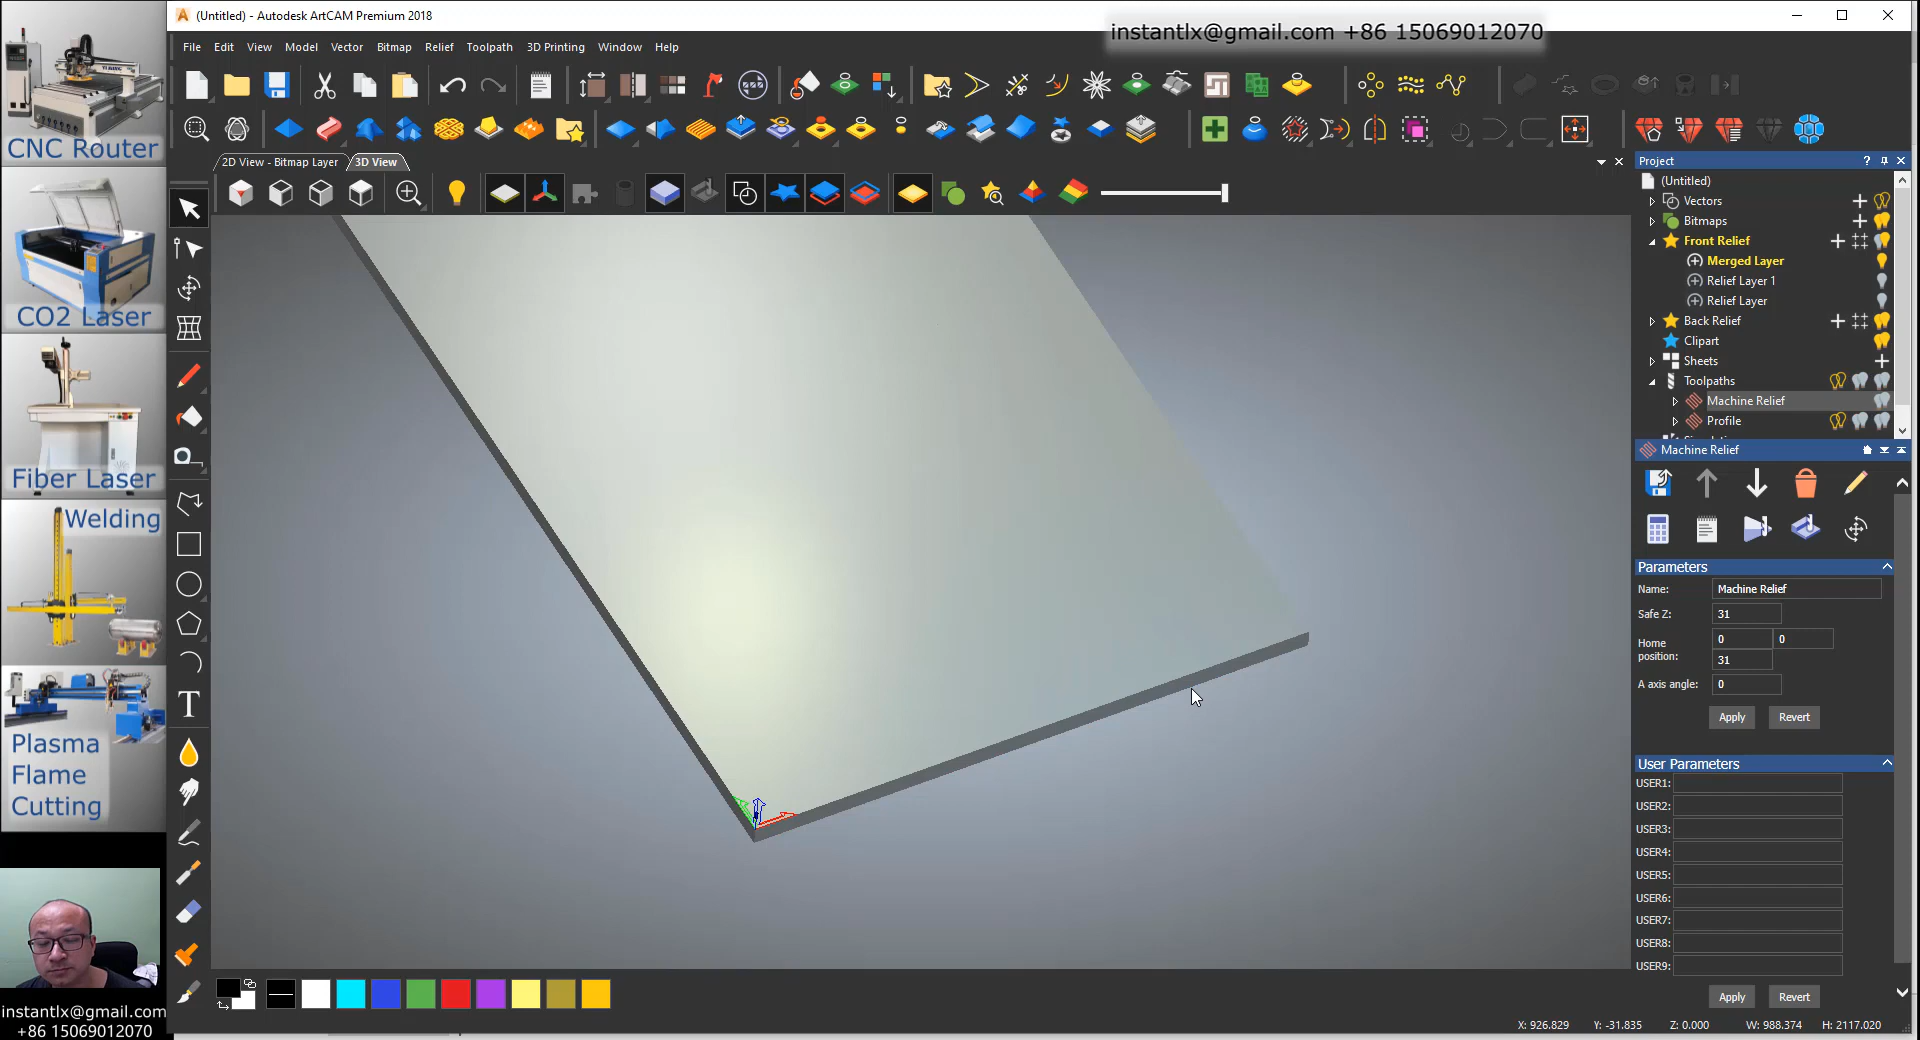 (Untitled) - Autodesk ArtCAM Premium 2018
instantlx@gmail.com +86 15069012070
File Edit View Model Vector Bitmap Relief Toolpath 3D Printing Window Help
CNC Router
CO2 Laser
Fiber Laser
Welding
Plasma
Flame
Cutting
instantlx@gmail.com
+86 15069012070
2D View - Bitmap Layer 3D View
Project
(Untitled)
Vectors
Bitmaps
Front Relief
Merged Layer
Relief Layer 1
Relief Layer
Back Relief
Clipart
Sheets
Toolpaths
Machine Relief
Profile
Machine Relief
Parameters
Name: Machine Relief
Safe Z: 31
Home position: 0 0
31
A axis angle: 0
Apply Revert
User Parameters
USER1:
USER2:
USER3:
USER4:
USER5:
USER6:
USER7:
USER8:
USER9:
Apply Revert
X: 926.829 Y: -31.835 Z: 0.000 W: 988.374 H: 2117.020